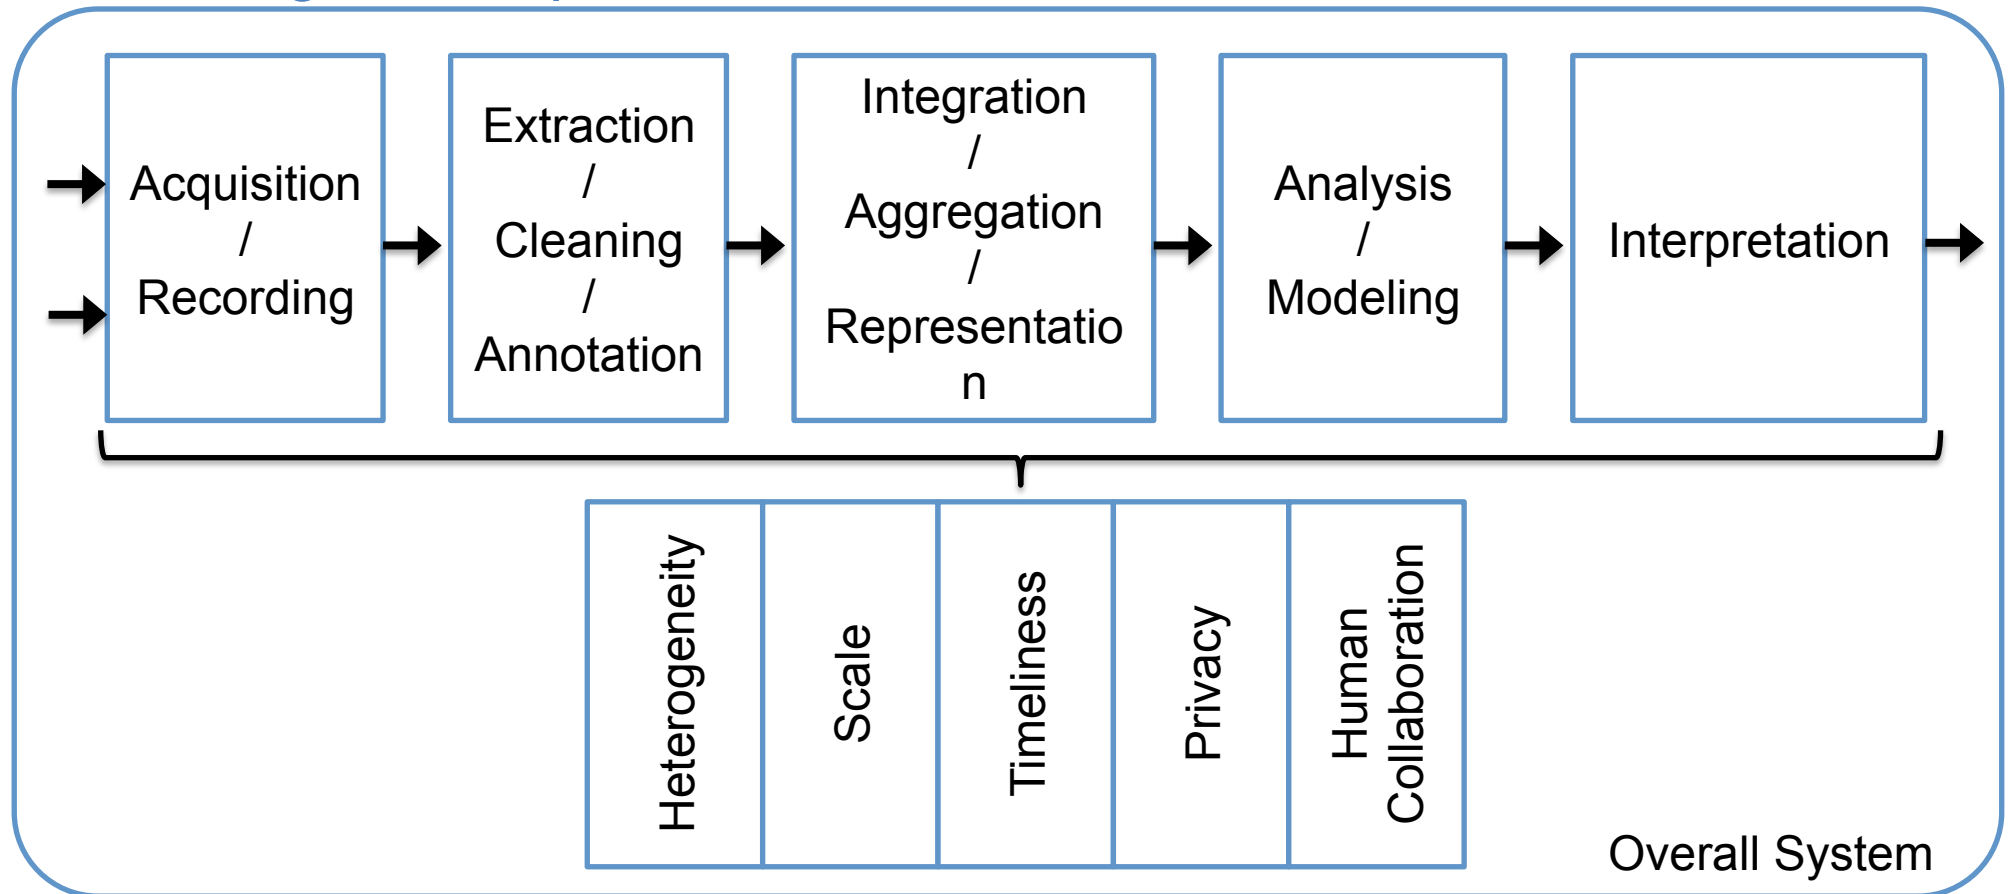 Acquisition
/
Recording
Extraction
/
Cleaning
/
Annotation
Integration
/
Aggregation
/
Representatio
n
Analysis
/
Modeling
Interpretation
Heterogeneity
Scale
Timeliness
Privacy
Human
Collaboration
Overall System